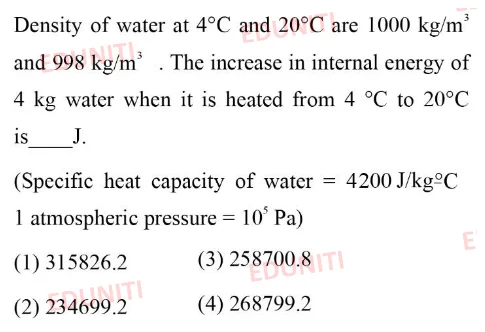 Density of water at 4°C and 20°C are 1000 kg/m³
and 998 kg/m³ . The increase in internal energy of
4 kg water when it is heated from 4 °C to 20°C
is____J.
(Specific heat capacity of water = 4200 J/kgºC
1 atmospheric pressure = 10⁵ Pa)
(1) 315826.2 (3) 258700.8
(2) 234699.2 (4) 268799.2
EDUNITI
EDUNITI
EDUNITI
EDUNITI